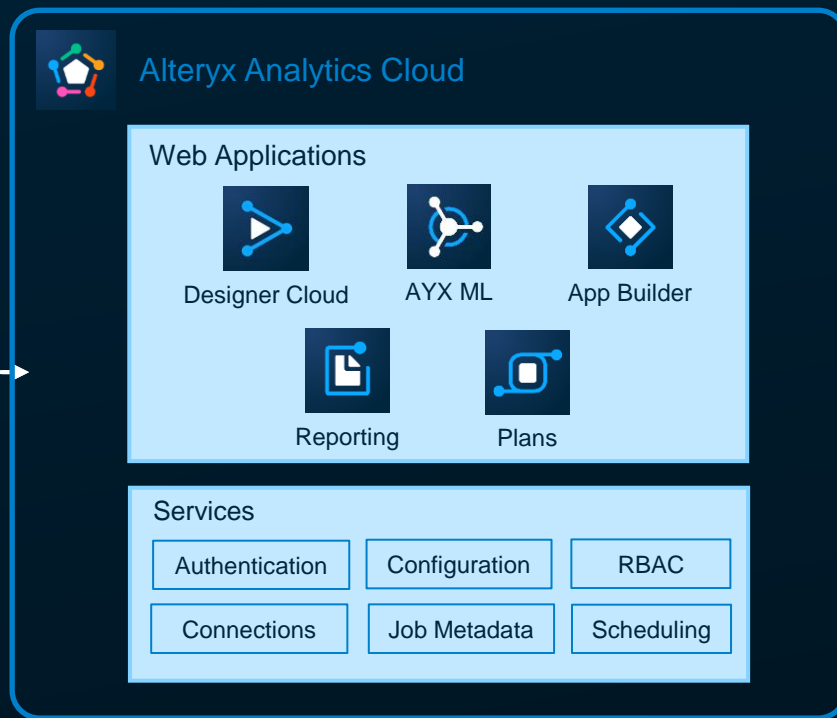 Alteryx Analytics Cloud
Web Applications
Designer Cloud
AYX ML
App Builder
Reporting
Plans
Services
Authentication
Configuration
RBAC
Connections
Job Metadata
Scheduling